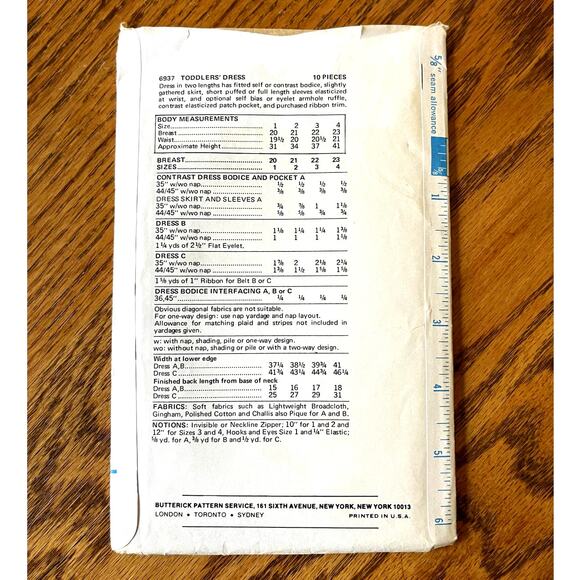 6937 TODDLERS' DRESS 10 PIECES
Dress in two lengths has fitted self or contrast bodice, slightly
gathered skirt, short puffed or full length sleeves elasticized
at wrist, and optional self bias or eyelet armhole ruffle,
contrast elasticized patch pocket, and purchased ribbon trim.
BODY MEASUREMENTS
Size 1 2 3 4
Breast 20 21 22 23
Waist 19½ 20 20½ 21
Approximate Height 31 34 37 41
BREAST 20 21 22 23
SIZES 1 2 3 4
CONTRAST DRESS BODICE AND POCKET A
35" w/wo nap ½ ½ ½ ½
44/45" w/wo nap ⅜ ⅜ ⅜ ⅜
DRESS SKIRT AND SLEEVES A
35" w/wo nap ¾ ⅞ 1 1⅛
44/45" w/wo nap ⅝ ⅝ ¾ ¾
DRESS B
35" w/wo nap 1⅛ 1¼ 1¼ 1⅜
44/45" w/wo nap 1 1 1 1⅛
1¼ yds of 2½" Flat Eyelet.
DRESS C
35" w/wo nap 1⅞ 2 2⅛ 2¼
44/45" w/wo nap 1⅜ 1½ 1⅝ 1⅝
1⅛ yds of 1" Ribbon for Belt B or C
DRESS BODICE INTERFACING A, B or C
36,45" ¼ ¼ ¼ ¼
Obvious diagonal fabrics are not suitable.
For one-way design: use nap yardage and nap layout.
Allowance for matching plaid and stripes not included in
yardages given.
w: with nap, shading, pile or one-way design.
wo: without nap, shading or pile or with a two-way design.
Width at lower edge
Dress A,B 37¼ 38½ 39¾ 41
Dress C 41¾ 43¼ 44¾ 46¼
Finished back length from base of neck
Dress A,B 15 16 17 18
Dress C 25 27 29 31
FABRICS: Soft fabrics such as Lightweight Broadcloth,
Gingham, Polished Cotton and Challis also Pique for A and B.
NOTIONS: Invisible or Neckline Zipper; 10" for 1 and 2 and
12" for Sizes 3 and 4, Hooks and Eyes Size 1 and ¼" Elastic;
yd. for A, ⅜ yd for B and ½ yd. for C.
BUTTERICK PATTERN SERVICE, 161 SIXTH AVENUE, NEW YORK, NEW YORK 10013
LONDON • TORONTO • SYDNEY PRINTED IN U.S.A.
⅝" seam allowance
1
2
3
4
5
6